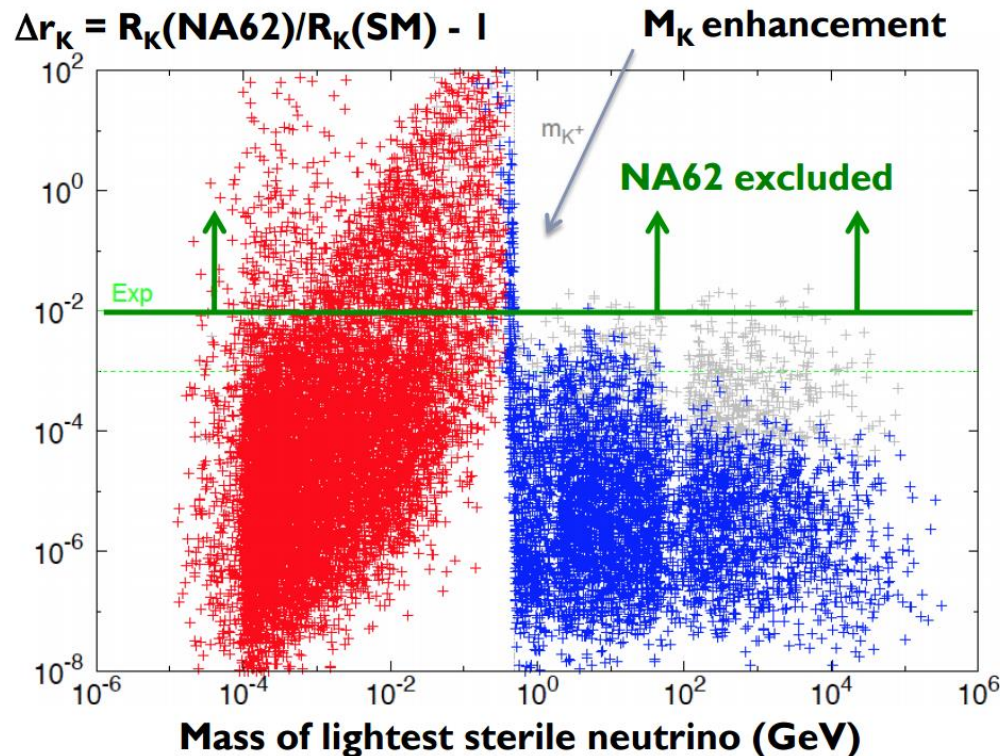 Δr_K = R_K(NA62)/R_K(SM) - 1
M_K enhancement
10^2
m_K+
NA62 excluded
10^0
Exp
10^-2
10^-4
10^-6
10^-8
10^-6 10^-4 10^-2 10^0 10^2 10^4 10^6
Mass of lightest sterile neutrino (GeV)